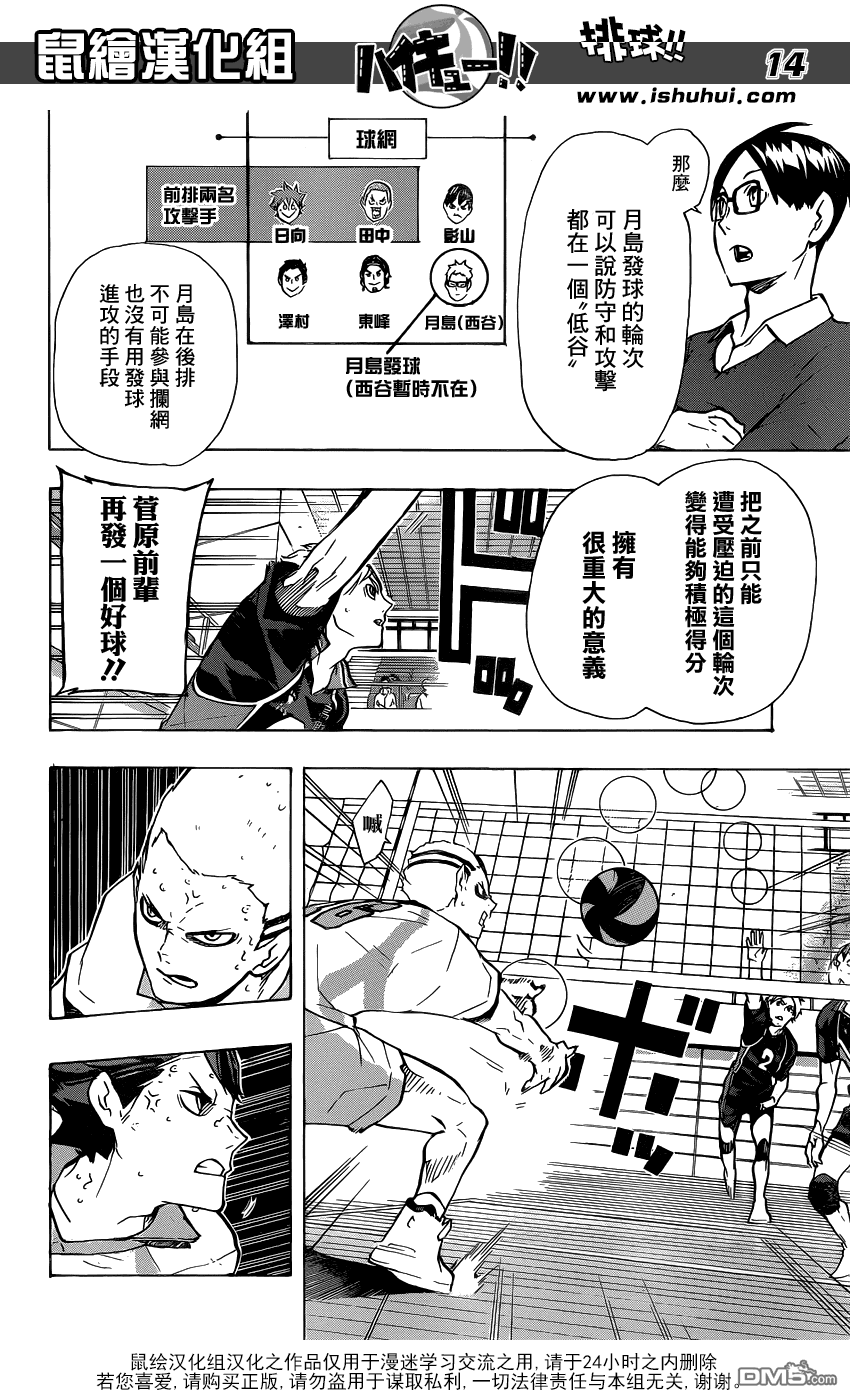 鼠繪漢化組
ハイキュー!!
排球!!
14
www.ishuhui.com
那麼
月島發球的輪次
可以說防守和攻擊
都在一個“低谷”
球網
前排兩名
攻擊手
日向
田中
影山
澤村
東峰
月島(西谷)
月島發球
(西谷暫時不在)
月島在後排
不可能參與攔網
也沒有用發球
進攻的手段
把之前只能
遭受壓迫的這個輪次
變得能夠積極得分
擁有
很重大的意義
菅原前輩
再發一個好球!!
喊
ボッ
2
鼠绘汉化组汉化之作品仅用于漫迷学习交流之用,请于24小时之内删除
若您喜爱,请购买正版,请勿用于谋取私利,一切法律责任与本组无关,谢谢。
DM5.com